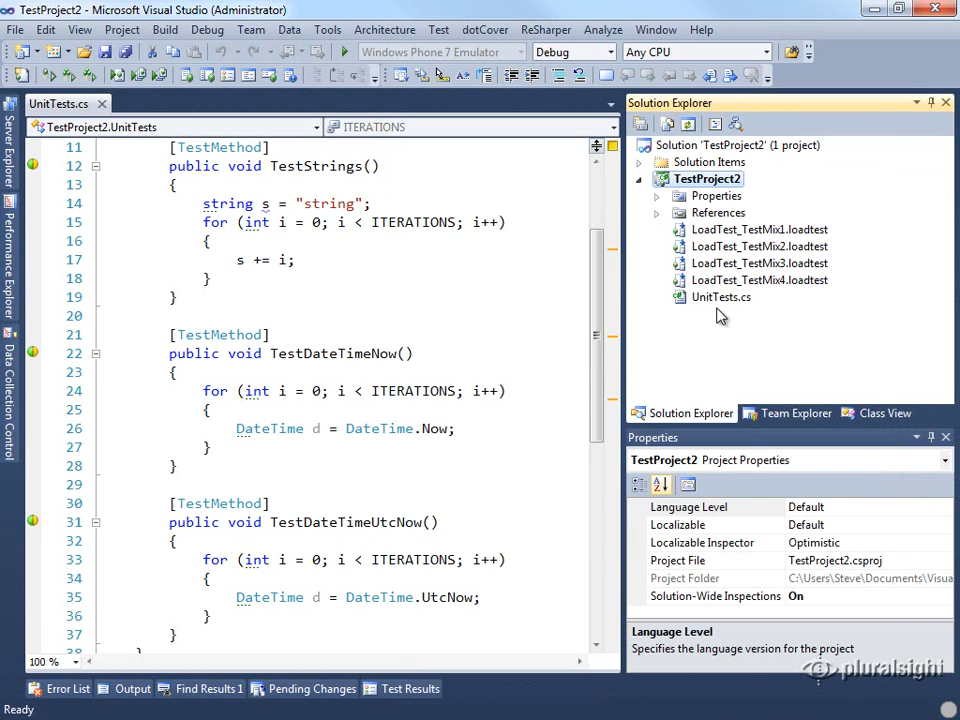 TestProject2 - Microsoft Visual Studio (Administrator)
File Edit View Project Build Debug Team Data Tools Architecture Test dotCover ReSharper Analyze Window Help
Windows Phone 7 Emulator Debug Any CPU
UnitTests.cs
TestProject2.UnitTests ITERATIONS
11 [TestMethod]
12 public void TestStrings()
13 {
14 string s = "string";
15 for (int i = 0; i < ITERATIONS; i++)
16 {
17 s += i;
18 }
19 }
20
21 [TestMethod]
22 public void TestDateTimeNow()
23 {
24 for (int i = 0; i < ITERATIONS; i++)
25 {
26 DateTime d = DateTime.Now;
27 }
28 }
29
30 [TestMethod]
31 public void TestDateTimeUtcNow()
32 {
33 for (int i = 0; i < ITERATIONS; i++)
34 {
35 DateTime d = DateTime.UtcNow;
36 }
37 }
38 }
100 %
Server Explorer
Performance Explorer
Data Collection Control
Solution Explorer
Solution 'TestProject2' (1 project)
Solution Items
TestProject2
Properties
References
LoadTest_TestMix1.loadtest
LoadTest_TestMix2.loadtest
LoadTest_TestMix3.loadtest
LoadTest_TestMix4.loadtest
UnitTests.cs
Solution Explorer Team Explorer Class View
Properties
TestProject2 Project Properties
Language Level Default
Localizable Default
Localizable Inspector Optimistic
Project File TestProject2.csproj
Project Folder C:\Users\Steve\Documents\Visua
Solution-Wide Inspections On
Language Level
Specifies the language version for the project
pluralsight
Error List Output Find Results 1 Pending Changes Test Results
Ready